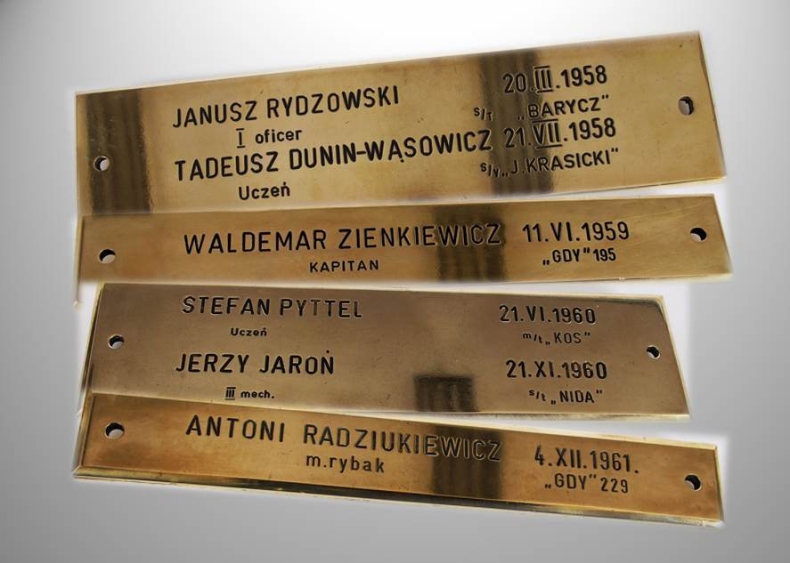 JANUSZ RYDZOWSKI 20.III.1958
I oficer s/t „BARYCZ"
TADEUSZ DUNIN-WĄSOWICZ 21.VII.1958
Uczeń s/v „J. KRASICKI"
WALDEMAR ZIENKIEWICZ 11.VI.1959
KAPITAN „GDY" 195
STEFAN PYTTEL 21.VI.1960
Uczeń m/t „KOS"
JERZY JAROŃ 21.XI.1960
III mech. s/t „NIDA"
ANTONI RADZIUKIEWICZ 4.XII.1961.
m.rybak „GDY" 229